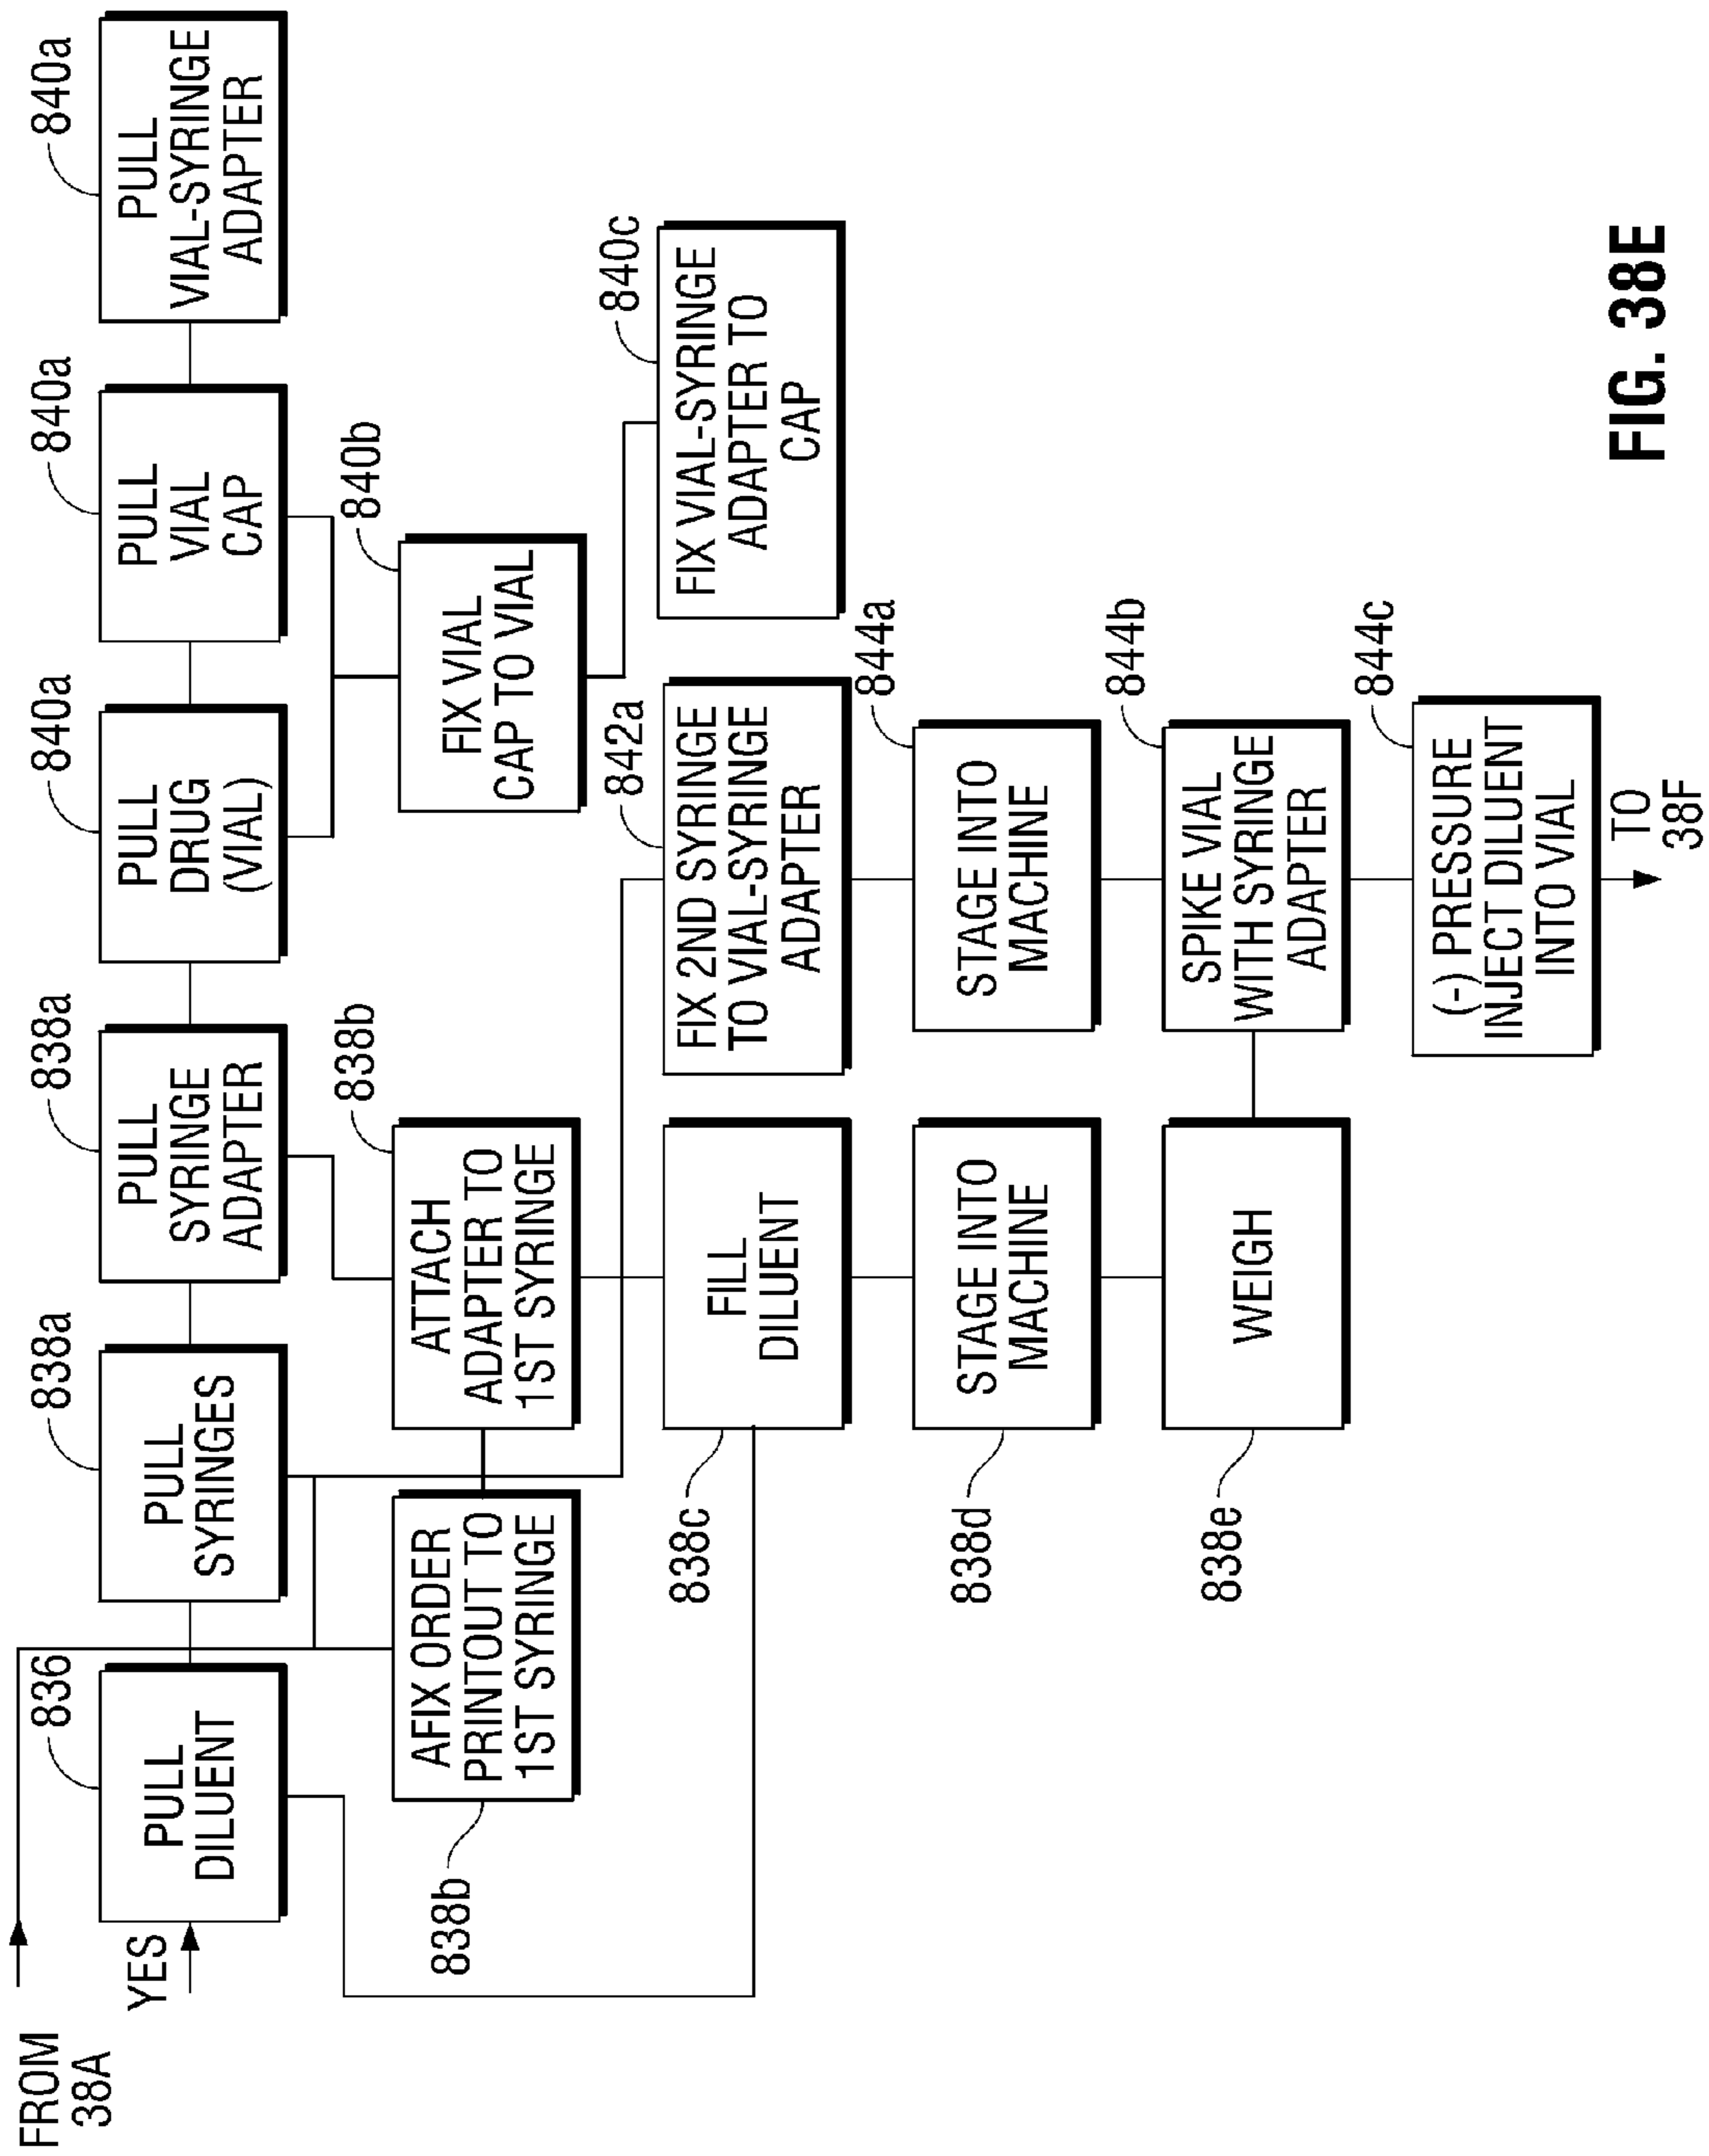 FROM
38A
YES
836
PULL
DILUENT
838a
PULL
SYRINGES
838a
PULL
SYRINGE
ADAPTER
840a
PULL
DRUG
(VIAL)
840a
PULL
VIAL
CAP
840a
PULL
VIAL-SYRINGE
ADAPTER
838b
AFIX ORDER
PRINTOUT TO
1ST SYRINGE
838b
ATTACH
ADAPTER TO
1ST SYRINGE
840b
FIX VIAL
CAP TO VIAL
838c
FILL
DILUENT
842a
FIX 2ND SYRINGE
TO VIAL-SYRINGE
ADAPTER
840c
FIX VIAL-SYRINGE
ADAPTER TO
CAP
838d
STAGE INTO
MACHINE
844a
STAGE INTO
MACHINE
838e
WEIGH
844b
SPIKE VIAL
WITH SYRINGE
ADAPTER
844c
(-) PRESSURE
INJECT DILUENT
INTO VIAL
TO
38F
FIG. 38E